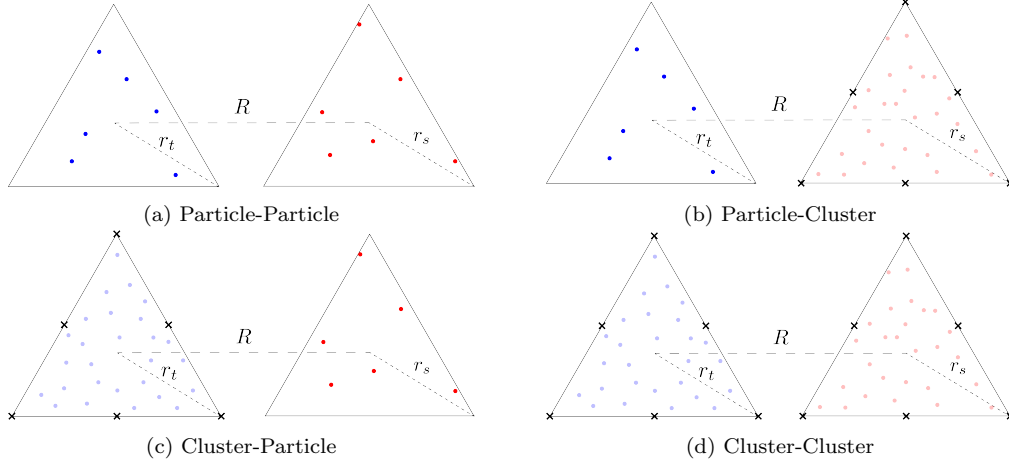 R
r_t
r_s
(a) Particle-Particle
R
r_t
r_s
(b) Particle-Cluster
R
r_t
r_s
(c) Cluster-Particle
R
r_t
r_s
(d) Cluster-Cluster